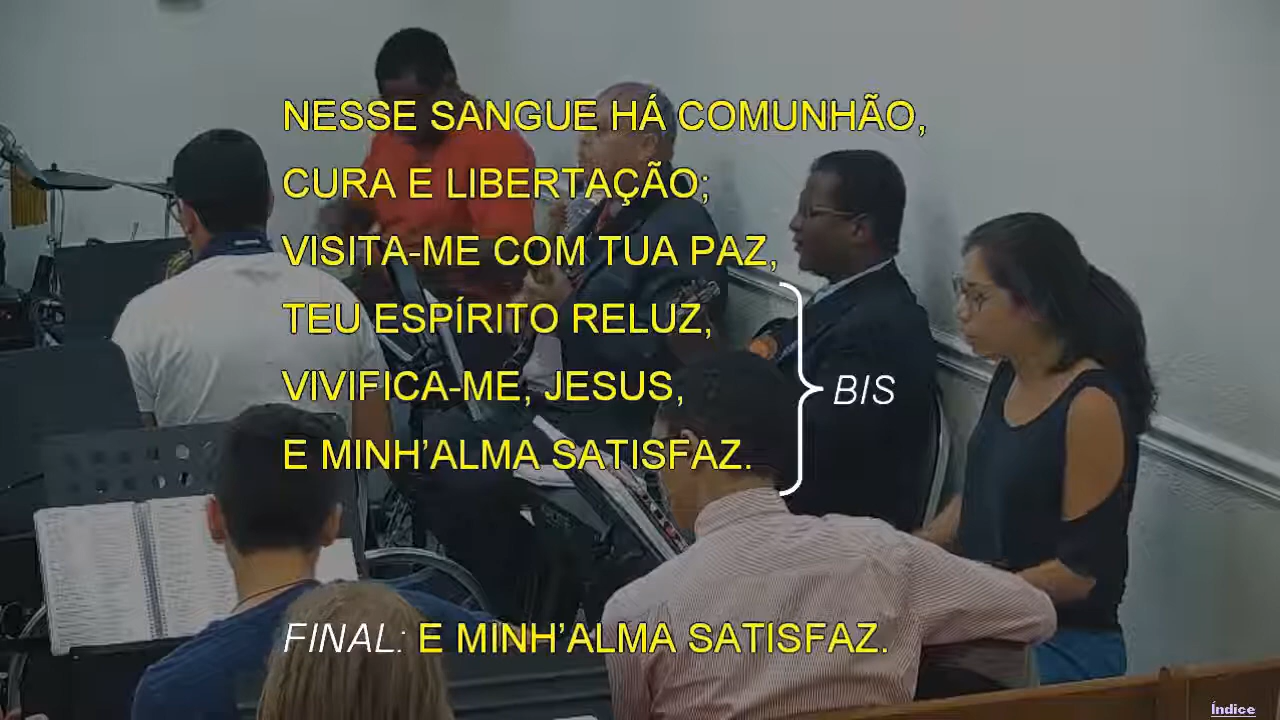 NESSE SANGUE HÁ COMUNHÃO,
CURA E LIBERTAÇÃO;
VISITA-ME COM TUA PAZ,
TEU ESPÍRITO RELUZ,
VIVIFICA-ME, JESUS,
BIS
E MINH’ALMA SATISFAZ.
FINAL: E MINH’ALMA SATISFAZ.
Índice